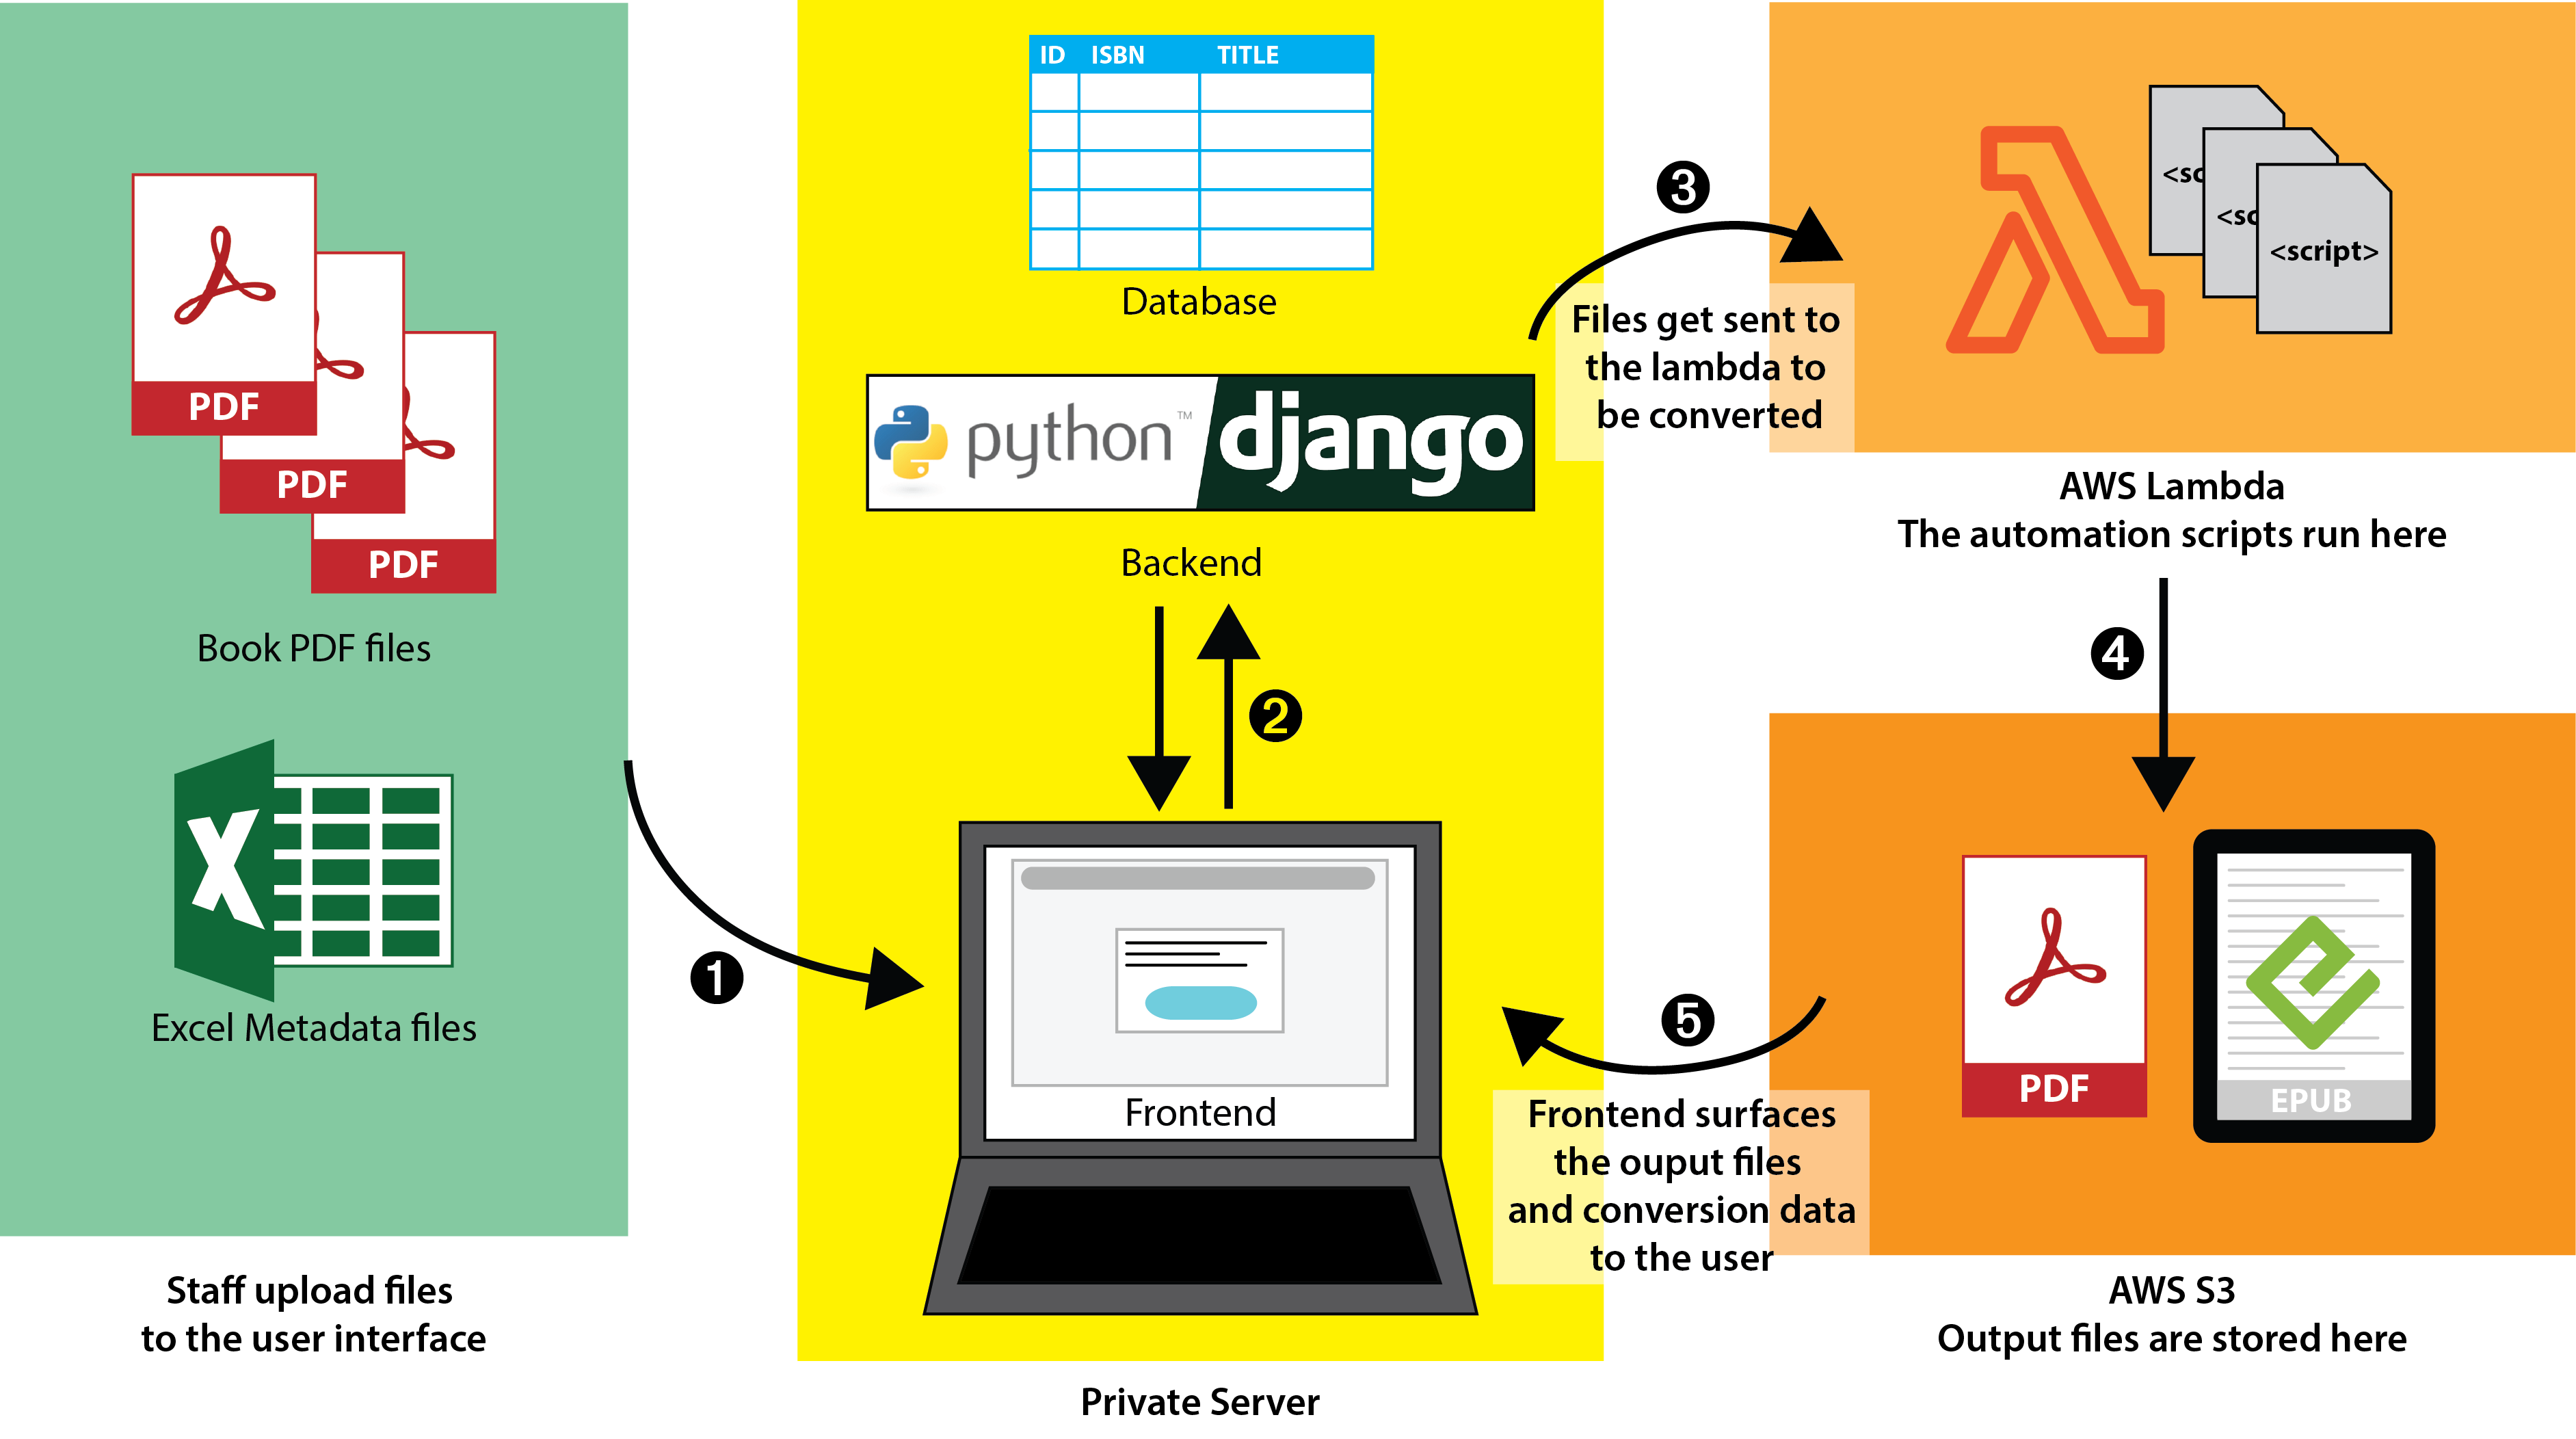 PDF
PDF
PDF
Book PDF files
Excel Metadata files
Staff upload files
to the user interface
1
ID ISBN TITLE
Database
python™ django
Backend
2
Frontend
Private Server
3
Files get sent to
the lambda to
be converted
<sc
<sc
<script>
AWS Lambda
The automation scripts run here
4
PDF
EPUB
AWS S3
Output files are stored here
5
Frontend surfaces
the ouput files
and conversion data
to the user